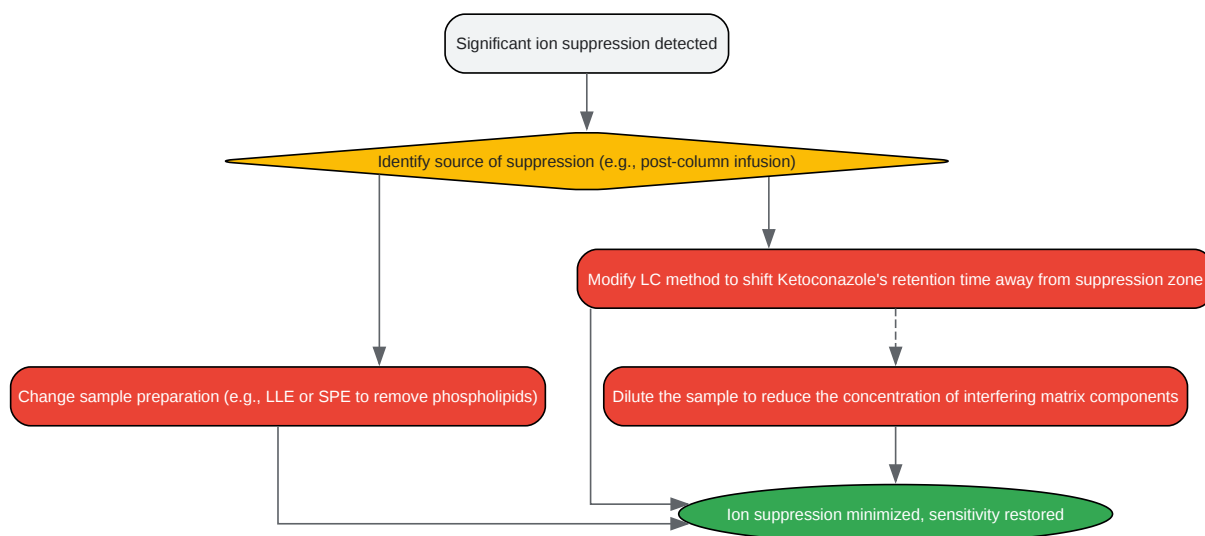 Significant ion suppression detected
Identify source of suppression (e.g., post-column infusion)
Modify LC method to shift Ketoconazole's retention time away from suppression zone
Change sample preparation (e.g., LLE or SPE to remove phospholipids)
Dilute the sample to reduce the concentration of interfering matrix components
Ion suppression minimized, sensitivity restored